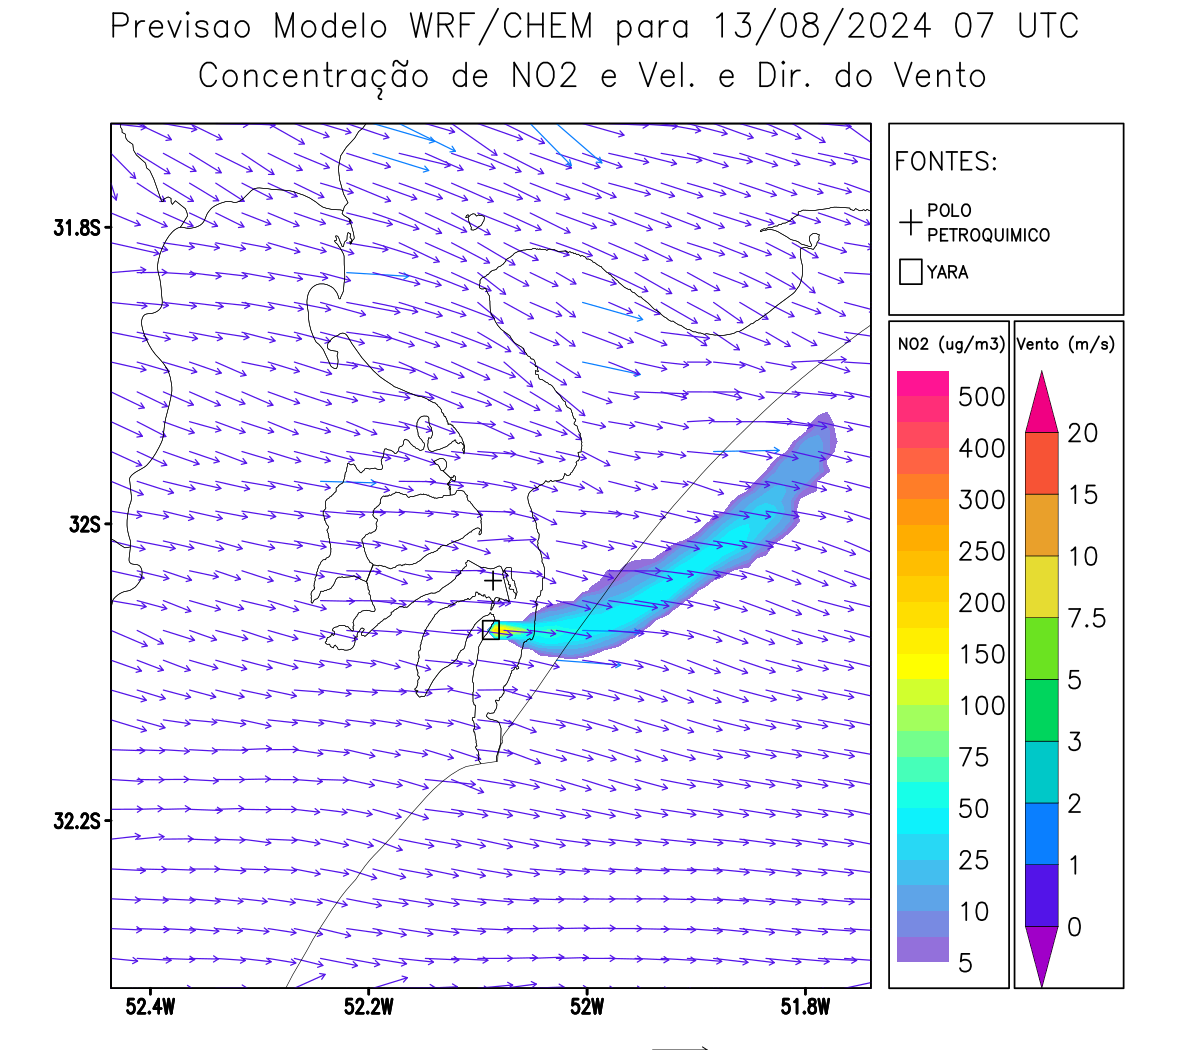 Previsao Modelo WRF/CHEM para 13/08/2024 07 UTC
Concentração de NO2 e Vel. e Dir. do Vento
FONTES:
POLO
PETROQUIMICO
YARA
NO2 (ug/m3)
500
400
300
250
200
150
100
75
50
25
10
5
Vento (m/s)
20
15
10
7.5
5
3
2
1
0
31.8S
32S
32.2S
52.4W
52.2W
52W
51.8W